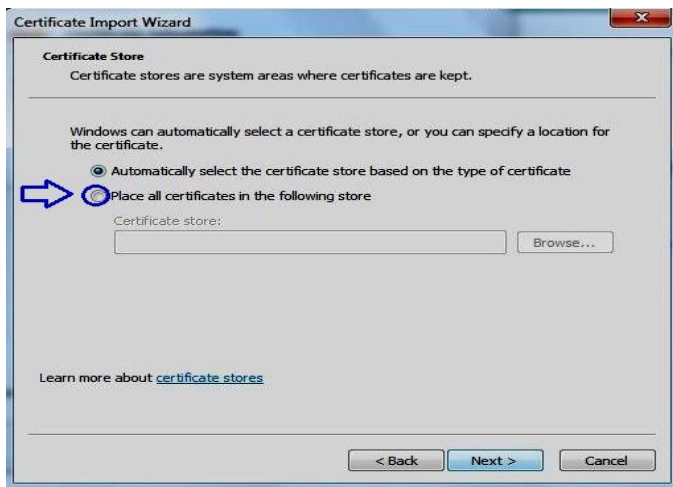 Certificate Import Wizard
Certificate Store
Certificate stores are system areas where certificates are kept.
Windows can automatically select a certificate store, or you can specify a location for
the certificate.
Automatically select the certificate store based on the type of certificate
Place all certificates in the following store
Certificate store:
Browse...
Learn more about certificate stores
< Back Next > Cancel